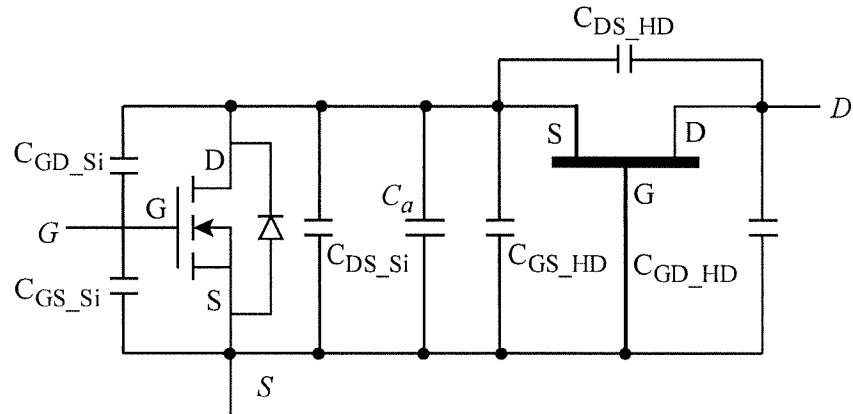 C_DS_HD
D
S
D
C_GD_Si
D
C_a
G
G
G
C_DS_Si
C_GS_HD
C_GD_HD
C_GS_Si
S
S